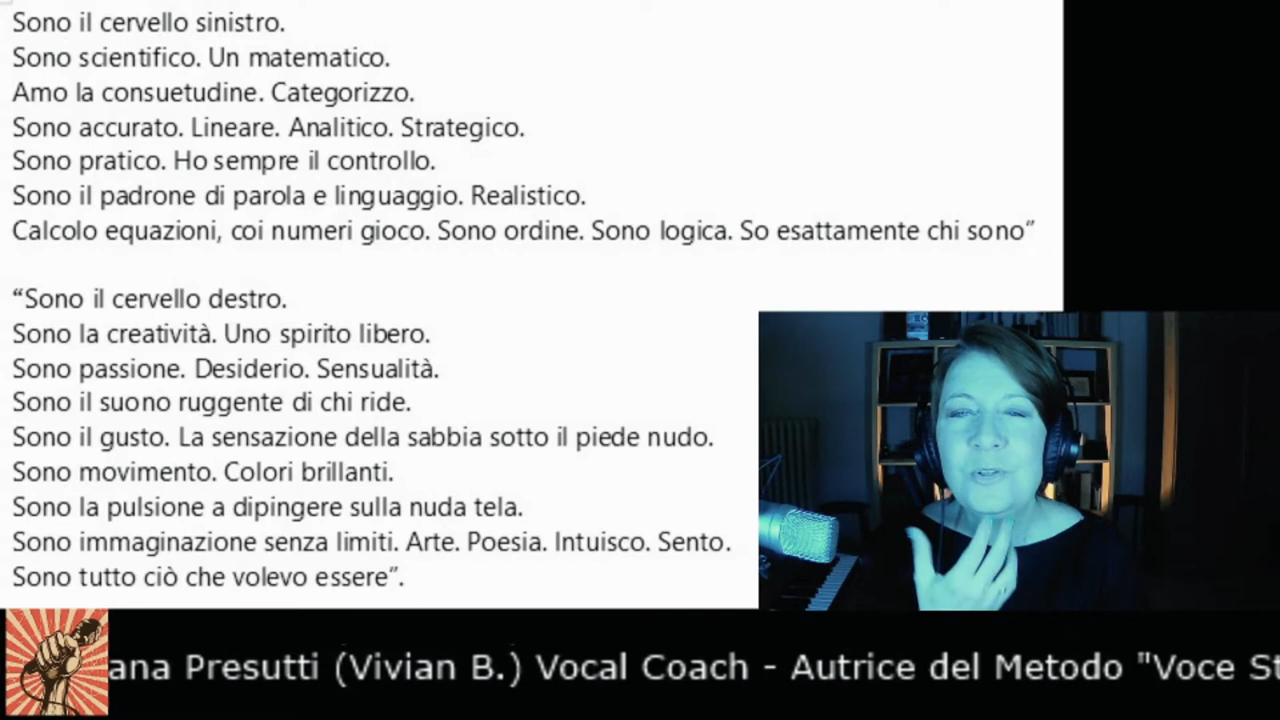 Sono il cervello sinistro.
Sono scientifico. Un matematico.
Amo la consuetudine. Categorizzo.
Sono accurato. Lineare. Analitico. Strategico.
Sono pratico. Ho sempre il controllo.
Sono il padrone di parola e linguaggio. Realistico.
Calcolo equazioni, coi numeri gioco. Sono ordine. Sono logica. So esattamente chi sono”

“Sono il cervello destro.
Sono la creatività. Uno spirito libero.
Sono passione. Desiderio. Sensualità.
Sono il suono ruggente di chi ride.
Sono il gusto. La sensazione della sabbia sotto il piede nudo.
Sono movimento. Colori brillanti.
Sono la pulsione a dipingere sulla nuda tela.
Sono immaginazione senza limiti. Arte. Poesia. Intuisco. Sento.
Sono tutto ciò che volevo essere”.
ana Presutti (Vivian B.) Vocal Coach - Autrice del Metodo "Voce St